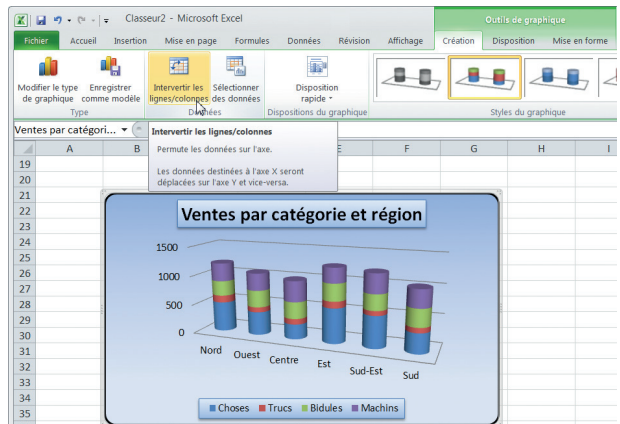 Classeur2 - Microsoft Excel
Outils de graphique
Fichier Accueil Insertion Mise en page Formules Données Révision Affichage Création Disposition Mise en forme
Modifier le type de graphique
Enregistrer comme modèle
Intervertir les lignes/colonnes
Sélectionner des données
Disposition rapide
Type
Données
Dispositions du graphique
Styles du graphique
Ventes par catégori...
Intervertir les lignes/colonnes
Permute les données sur l'axe.
Les données destinées à l'axe X seront
déplacées sur l'axe Y et vice-versa.
A B E F G H I
19
20
21
22
23
24
25
26
27
28
29
30
31
32
33
34
35
Ventes par catégorie et région
1500
1000
500
0
Nord Ouest Centre Est Sud-Est Sud
Choses Trucs Bidules Machins